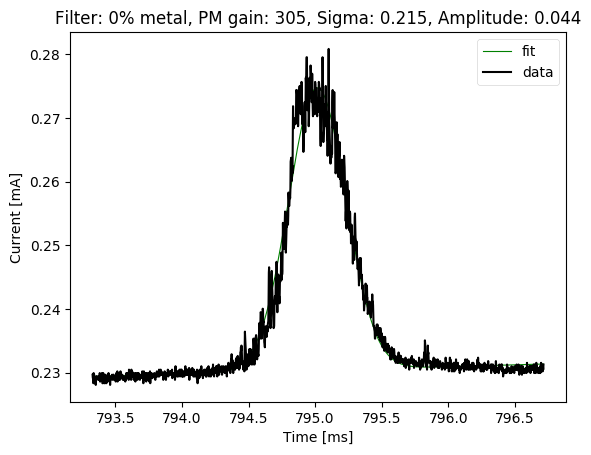 Filter: 0% metal, PM gain: 305, Sigma: 0.215, Amplitude: 0.044
fit
data
0.28
0.27
0.26
0.25
0.24
0.23
Current [mA]
793.5 794.0 794.5 795.0 795.5 796.0 796.5
Time [ms]